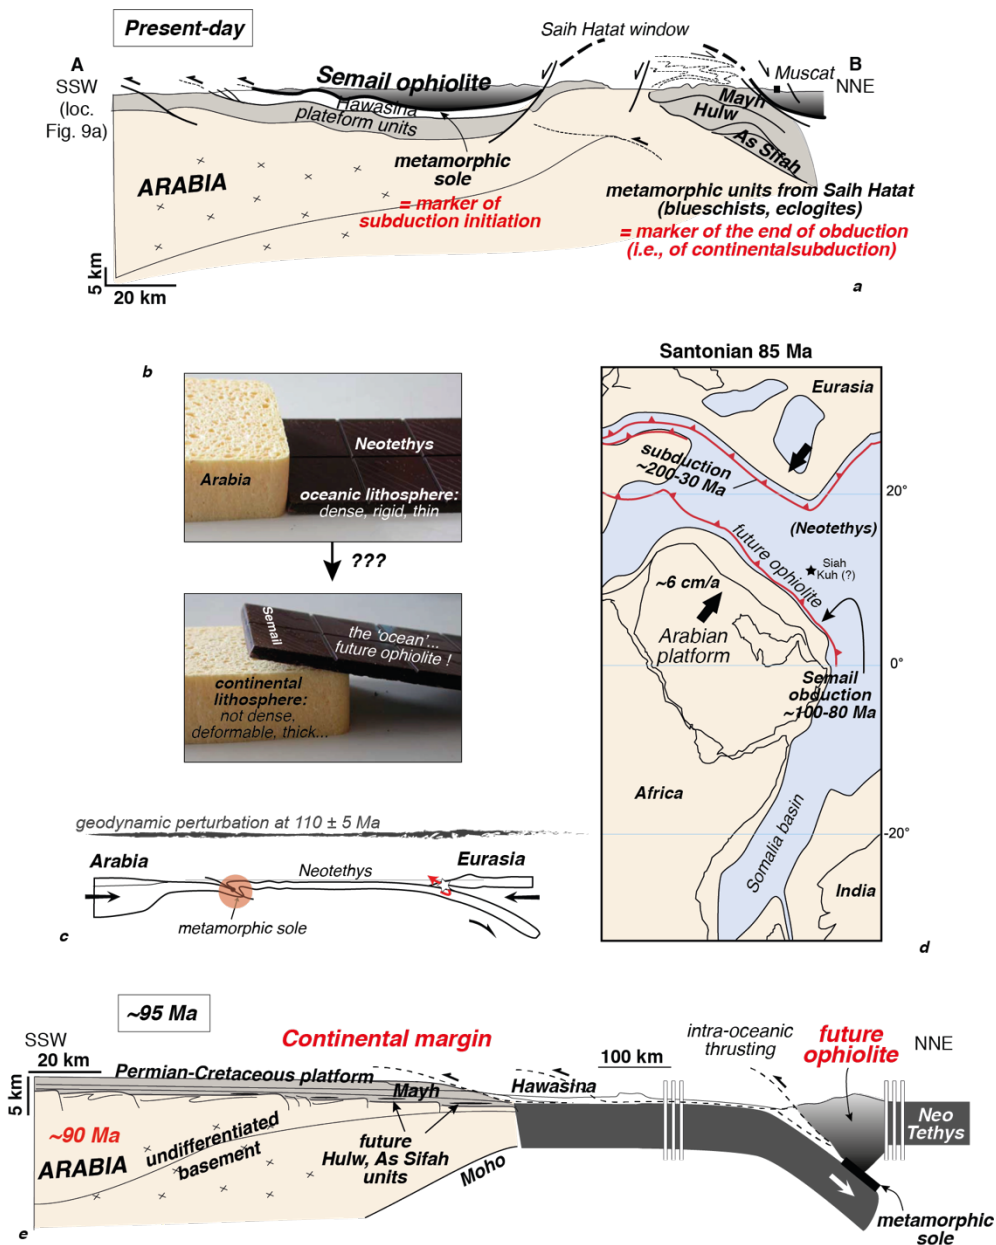 Present-day
Saih Hatat window
A
SSW
(loc.
Fig. 9a)
Semail ophiolite
Hawasina
plateform units
B
NNE
Muscat
Mayh
Hulw
As Sifah
ARABIA
metamorphic
sole
= marker of
subduction initiation
metamorphic units from Saih Hatat
(blueschists, eclogites)
= marker of the end of obduction
(i.e., of continentalsubduction)
5 km
20 km
a
b
Arabia
Neotethys
oceanic lithosphere:
dense, rigid, thin
???
Semail
the 'ocean'...
future ophiolite !
continental
lithosphere:
not dense,
deformable, thick...
Santonian 85 Ma
Eurasia
subduction
~200-30 Ma
20°
(Neotethys)
future ophiolite
Siah
Kuh (?)
~6 cm/a
Arabian
platform
0°
Semail
obduction
~100-80 Ma
Africa
Somalia basin
-20°
India
d
geodynamic perturbation at 110 ± 5 Ma
Arabia
Neotethys
Eurasia
metamorphic sole
c
~95 Ma
SSW
20 km
Continental margin
100 km
intra-oceanic
thrusting
future
ophiolite
NNE
5 km
Permian-Cretaceous platform
Mayh
Hawasina
Neo
Tethys
~90 Ma
ARABIA
undifferentiated
basement
future
Hulw, As Sifah
units
Moho
metamorphic
sole
e